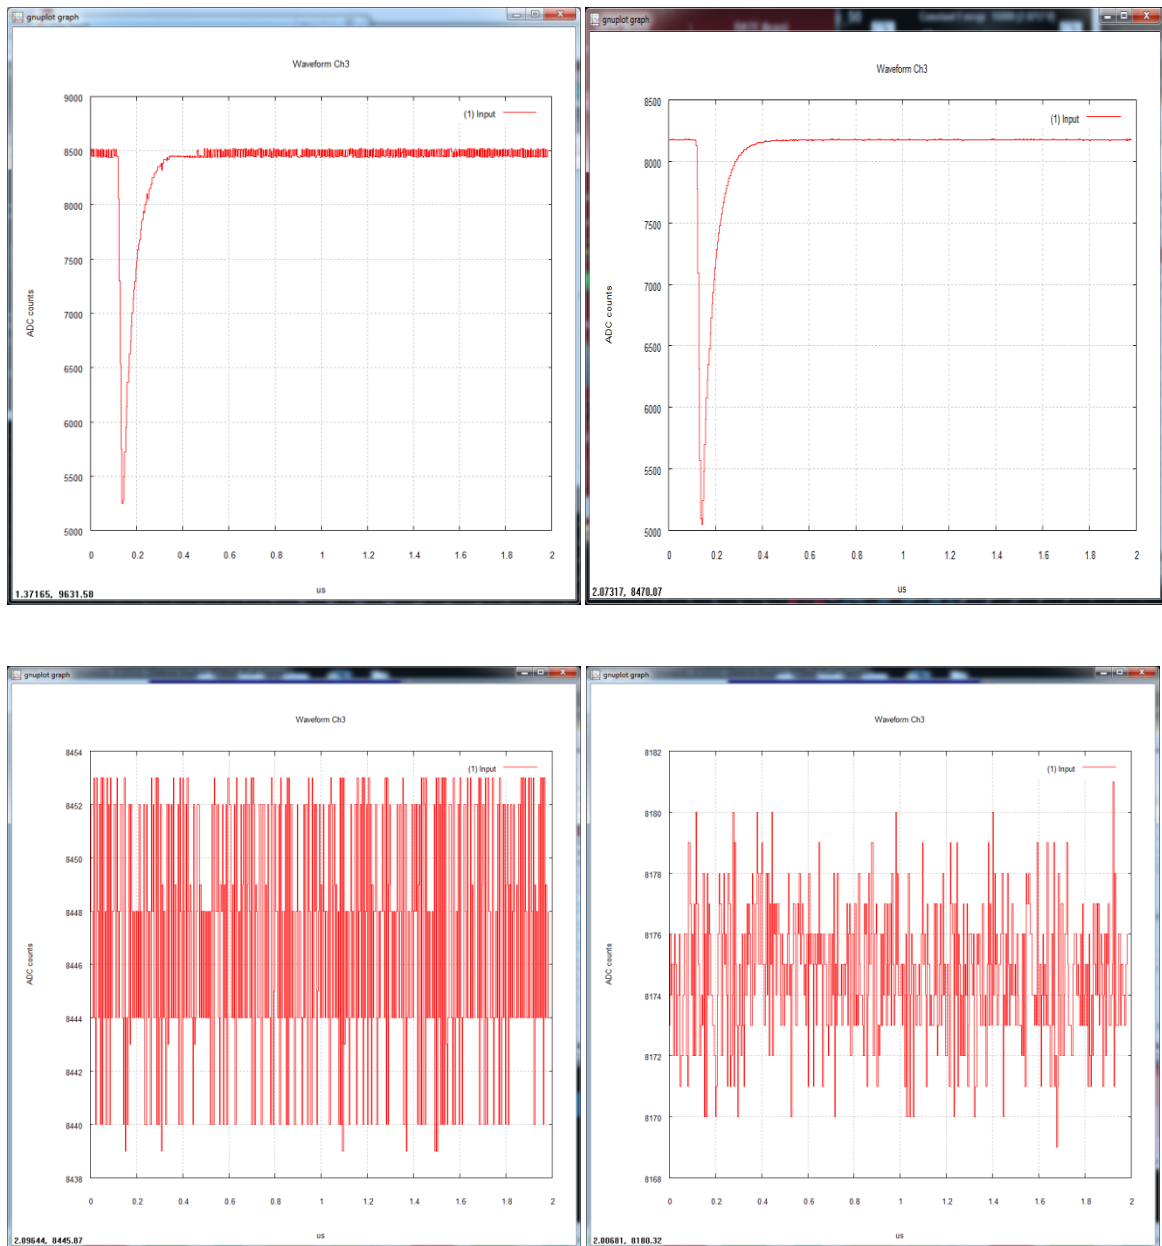 gnuplot graph
Waveform Ch3
(1) Input
9000
8500
8000
7500
7000
6500
6000
5500
5000
ADC counts
0 0.2 0.4 0.6 0.8 1 1.2 1.4 1.6 1.8 2
us
1.37165, 9631.58
gnuplot graph
Waveform Ch3
(1) Input
8500
8000
7500
7000
6500
6000
5500
5000
ADC counts
0 0.2 0.4 0.6 0.8 1 1.2 1.4 1.6 1.8 2
us
2.07317, 8470.07
gnuplot graph
Waveform Ch3
(1) Input
8454
8452
8450
8448
8446
8444
8442
8440
8438
ADC counts
0 0.2 0.4 0.6 0.8 1 1.2 1.4 1.6 1.8 2
us
2.09644, 8445.87
gnuplot graph
Waveform Ch3
(1) Input
8182
8180
8178
8176
8174
8172
8170
8168
ADC counts
0 0.2 0.4 0.6 0.8 1 1.2 1.4 1.6 1.8 2
us
2.00681, 8180.32